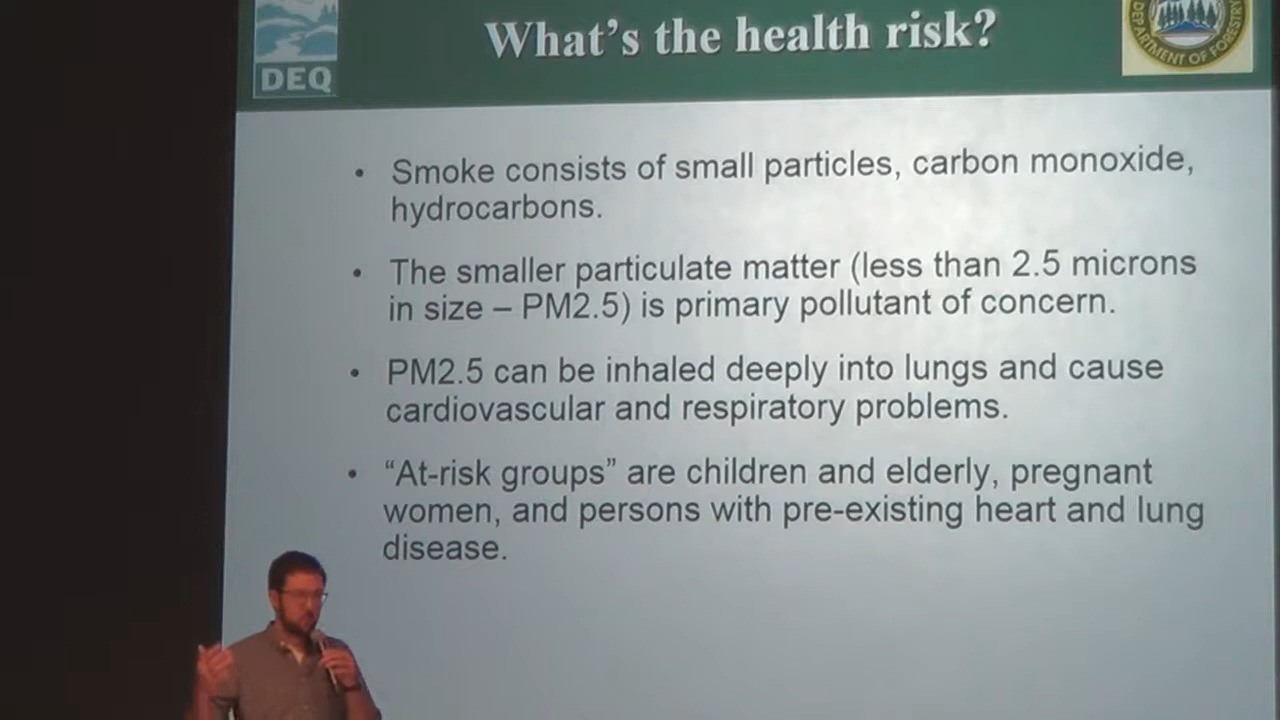 What's the health risk?
DEQ
DEPARTMENT OF FORESTRY
• Smoke consists of small particles, carbon monoxide,
hydrocarbons.
• The smaller particulate matter (less than 2.5 microns
in size – PM2.5) is primary pollutant of concern.
• PM2.5 can be inhaled deeply into lungs and cause
cardiovascular and respiratory problems.
• “At-risk groups” are children and elderly, pregnant
women, and persons with pre-existing heart and lung
disease.